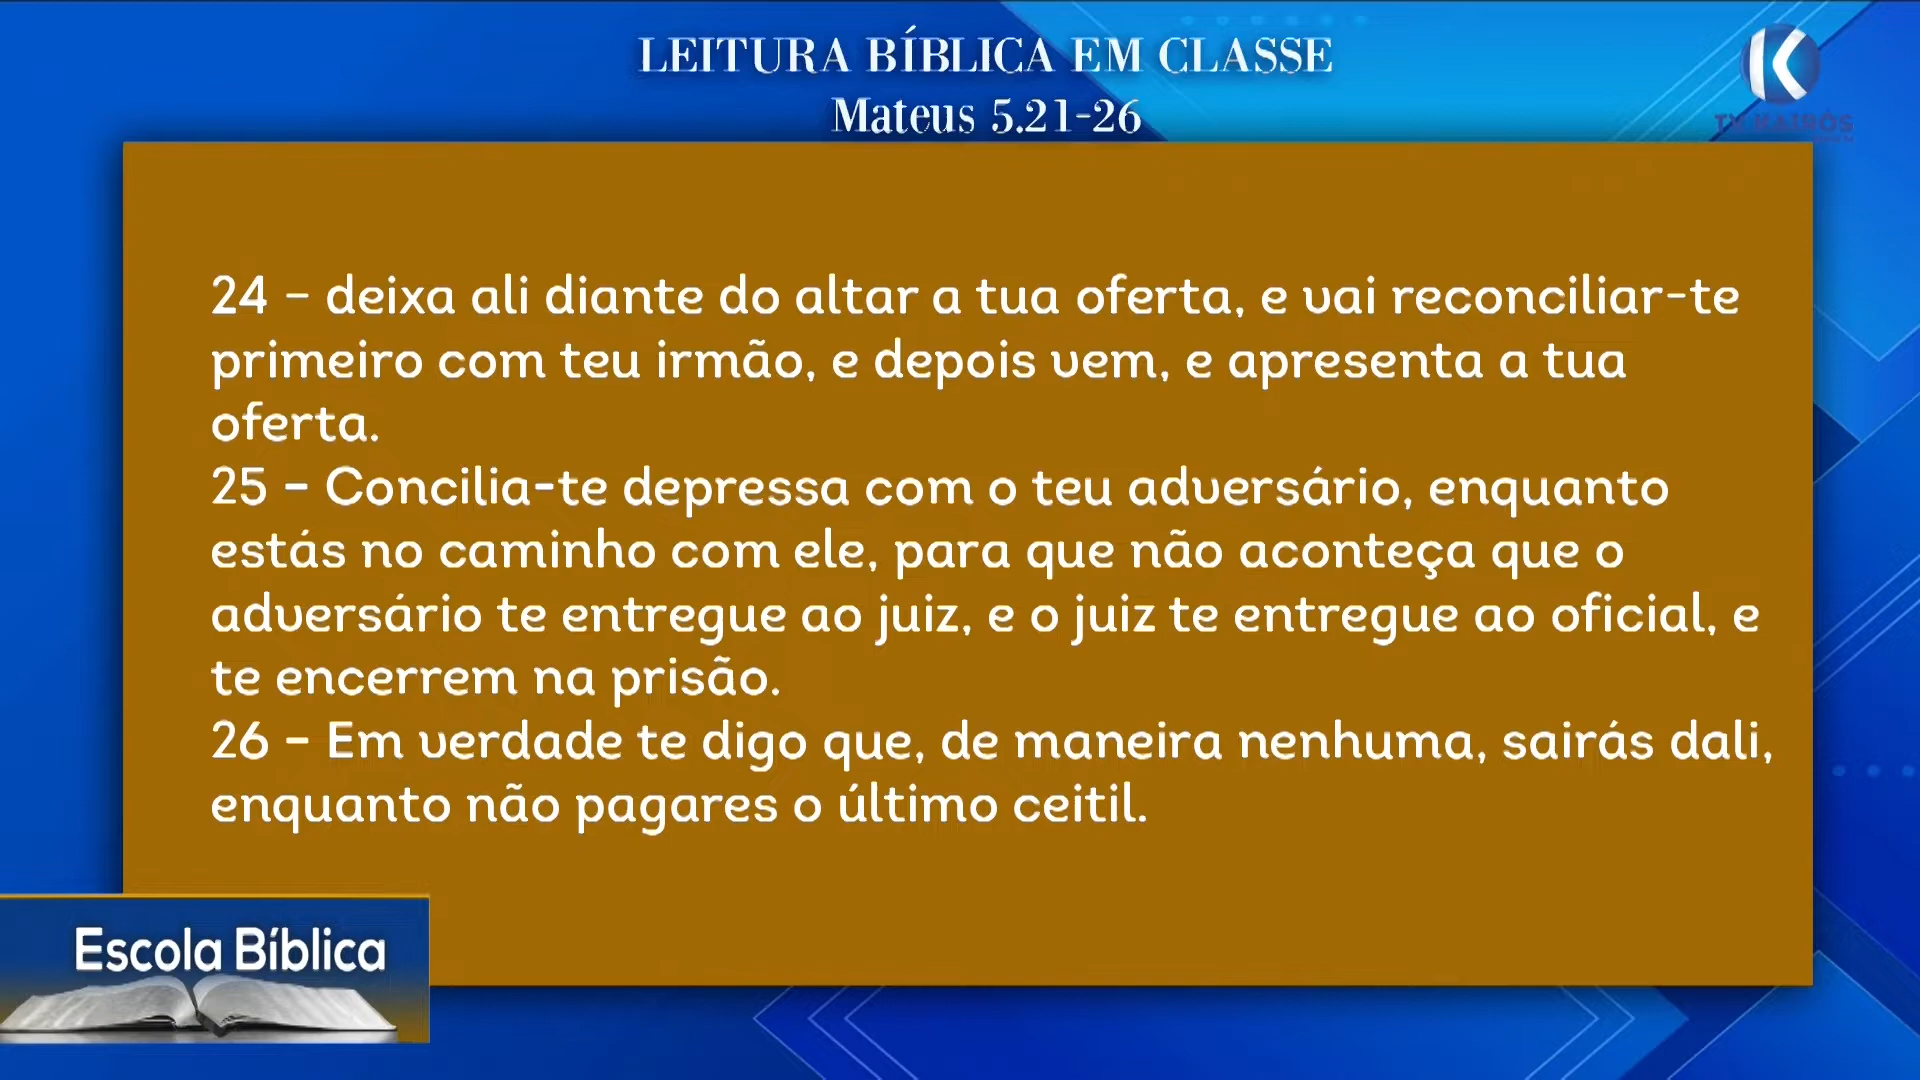 LEITURA BÍBLICA EM CLASSE
Mateus 5.21-26
TV KAIRÓS
24 – deixa ali diante do altar a tua oferta, e vai reconciliar-te
primeiro com teu irmão, e depois vem, e apresenta a tua
oferta.
25 – Concilia-te depressa com o teu adversário, enquanto
estás no caminho com ele, para que não aconteça que o
adversário te entregue ao juiz, e o juiz te entregue ao oficial, e
te encerrem na prisão.
26 – Em verdade te digo que, de maneira nenhuma, sairás dali,
enquanto não pagares o último ceitil.
Escola Bíblica